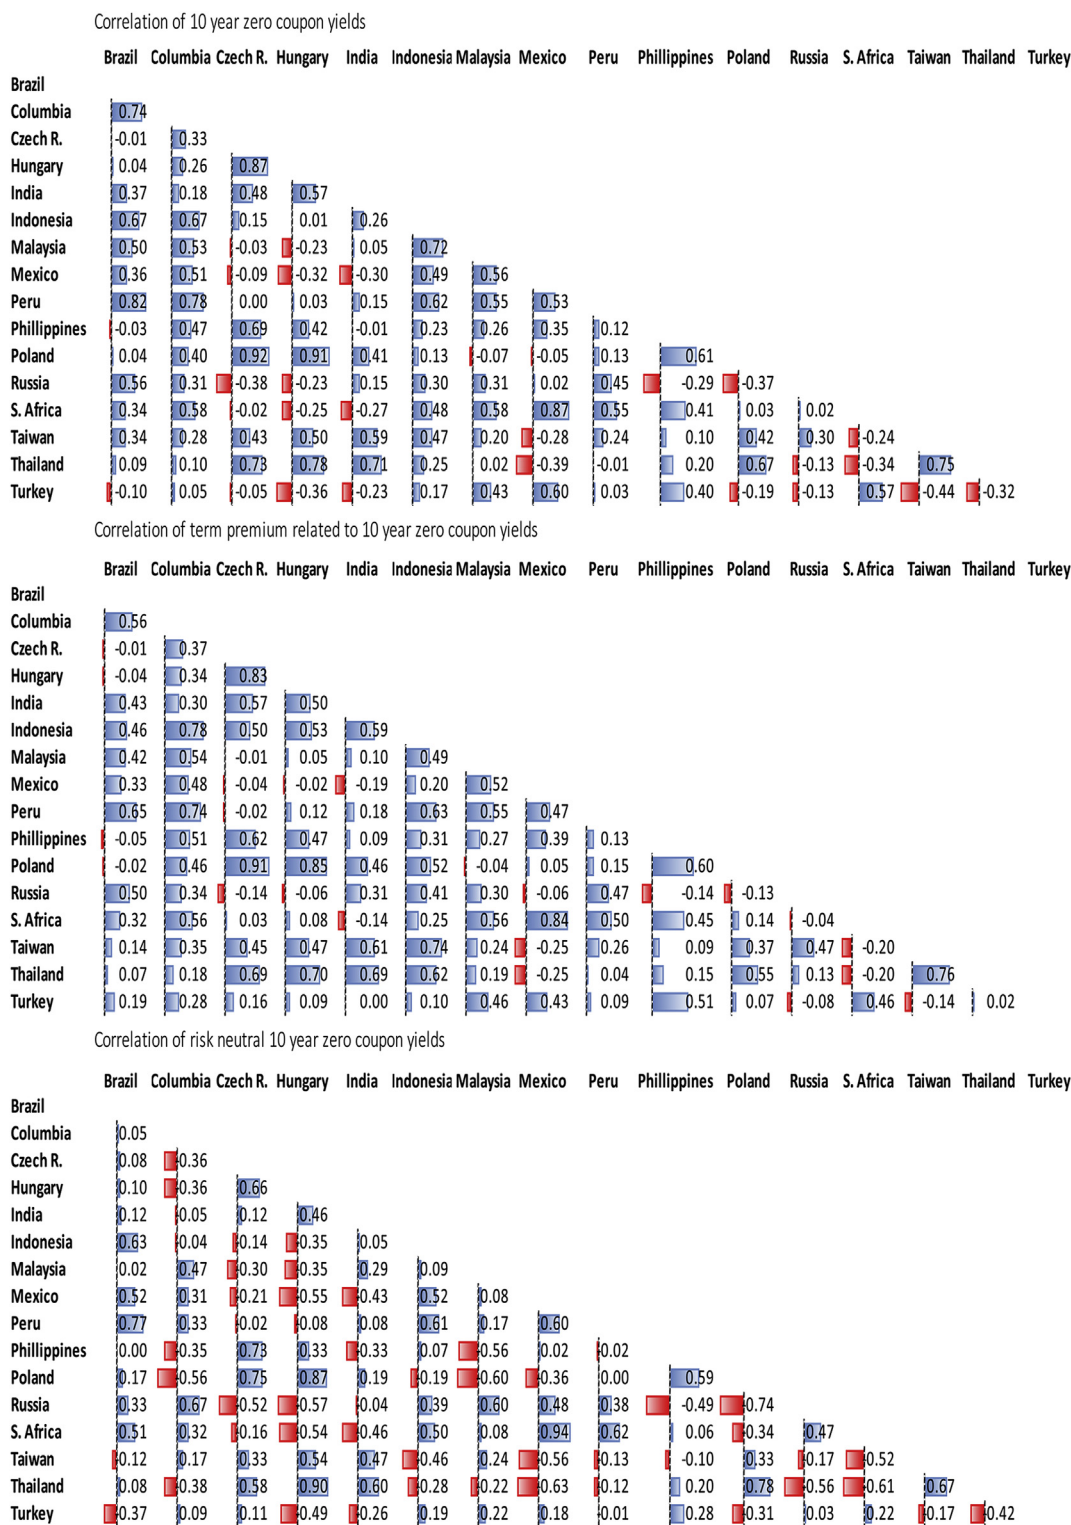 Correlation of 10 year zero coupon yields
Brazil Columbia Czech R. Hungary India Indonesia Malaysia Mexico Peru Phillippines Poland Russia S. Africa Taiwan Thailand Turkey
Brazil
Columbia 0.74
Czech R. -0.01 0.33
Hungary 0.04 0.26 0.87
India 0.37 0.18 0.48 0.57
Indonesia 0.67 0.67 0.15 0.01 0.26
Malaysia 0.50 0.53 -0.03 -0.23 0.05 0.72
Mexico 0.36 0.51 -0.09 -0.32 -0.30 0.49 0.56
Peru 0.82 0.78 0.00 0.03 0.15 0.62 0.55 0.53
Phillippines -0.03 0.47 0.69 0.42 -0.01 0.23 0.26 0.35 0.12
Poland 0.04 0.40 0.92 0.91 0.41 0.13 -0.07 -0.05 0.13 0.61
Russia 0.56 0.31 -0.38 -0.23 0.15 0.30 0.31 0.02 0.45 -0.29 -0.37
S. Africa 0.34 0.58 -0.02 -0.25 -0.27 0.48 0.58 0.87 0.55 0.41 0.03 0.02
Taiwan 0.34 0.28 0.43 0.50 0.59 0.47 0.20 -0.28 0.24 0.10 0.42 0.30 -0.24
Thailand 0.09 0.10 0.73 0.78 0.71 0.25 0.02 -0.39 -0.01 0.20 0.67 -0.13 -0.34 0.75
Turkey -0.10 0.05 -0.05 -0.36 -0.23 0.17 0.43 0.60 0.03 0.40 -0.19 -0.13 0.57 -0.44 -0.32
Correlation of term premium related to 10 year zero coupon yields
Brazil Columbia Czech R. Hungary India Indonesia Malaysia Mexico Peru Phillippines Poland Russia S. Africa Taiwan Thailand Turkey
Brazil
Columbia 0.56
Czech R. -0.01 0.37
Hungary -0.04 0.34 0.83
India 0.43 0.30 0.57 0.50
Indonesia 0.46 0.78 0.50 0.53 0.59
Malaysia 0.42 0.54 -0.01 0.05 0.10 0.49
Mexico 0.33 0.48 -0.04 -0.02 -0.19 0.20 0.52
Peru 0.65 0.74 -0.02 0.12 0.18 0.63 0.55 0.47
Phillippines -0.05 0.51 0.62 0.47 0.09 0.31 0.27 0.39 0.13
Poland -0.02 0.46 0.91 0.85 0.46 0.52 -0.04 0.05 0.15 0.60
Russia 0.50 0.34 -0.14 -0.06 0.31 0.41 0.30 -0.06 0.47 -0.14 -0.13
S. Africa 0.32 0.56 0.03 0.08 -0.14 0.25 0.56 0.84 0.50 0.45 0.14 -0.04
Taiwan 0.14 0.35 0.45 0.47 0.61 0.74 0.24 -0.25 0.26 0.09 0.37 0.47 -0.20
Thailand 0.07 0.18 0.69 0.70 0.69 0.62 0.19 -0.25 0.04 0.15 0.55 0.13 -0.20 0.76
Turkey 0.19 0.28 0.16 0.09 0.00 0.10 0.46 0.43 0.09 0.51 0.07 -0.08 0.46 -0.14 0.02
Correlation of risk neutral 10 year zero coupon yields
Brazil Columbia Czech R. Hungary India Indonesia Malaysia Mexico Peru Phillippines Poland Russia S. Africa Taiwan Thailand Turkey
Brazil
Columbia 0.05
Czech R. 0.08 -0.36
Hungary 0.10 -0.36 0.66
India 0.12 -0.05 0.12 0.46
Indonesia 0.63 -0.04 -0.14 -0.35 0.05
Malaysia 0.02 0.47 -0.30 -0.35 0.29 0.09
Mexico 0.52 0.31 -0.21 -0.55 -0.43 0.52 0.08
Peru 0.77 0.33 -0.02 -0.08 0.08 0.61 0.17 0.60
Phillippines 0.00 -0.35 0.73 0.33 -0.33 0.07 -0.56 0.02 -0.02
Poland 0.17 -0.56 0.75 0.87 0.19 -0.19 -0.60 -0.36 0.00 0.59
Russia 0.33 0.67 -0.52 -0.57 -0.04 0.39 0.60 0.48 0.38 -0.49 -0.74
S. Africa 0.51 0.32 -0.16 -0.54 -0.46 0.50 0.08 0.94 0.62 0.06 -0.34 0.47
Taiwan -0.12 0.17 0.33 0.54 0.47 -0.46 0.24 -0.56 -0.13 -0.10 0.33 -0.17 -0.52
Thailand 0.08 -0.38 0.58 0.90 0.60 -0.28 -0.22 -0.63 -0.12 0.20 0.78 -0.56 -0.61 0.67
Turkey -0.37 0.09 0.11 -0.49 -0.26 0.19 0.22 0.18 0.01 0.28 -0.31 0.03 0.22 -0.17 -0.42